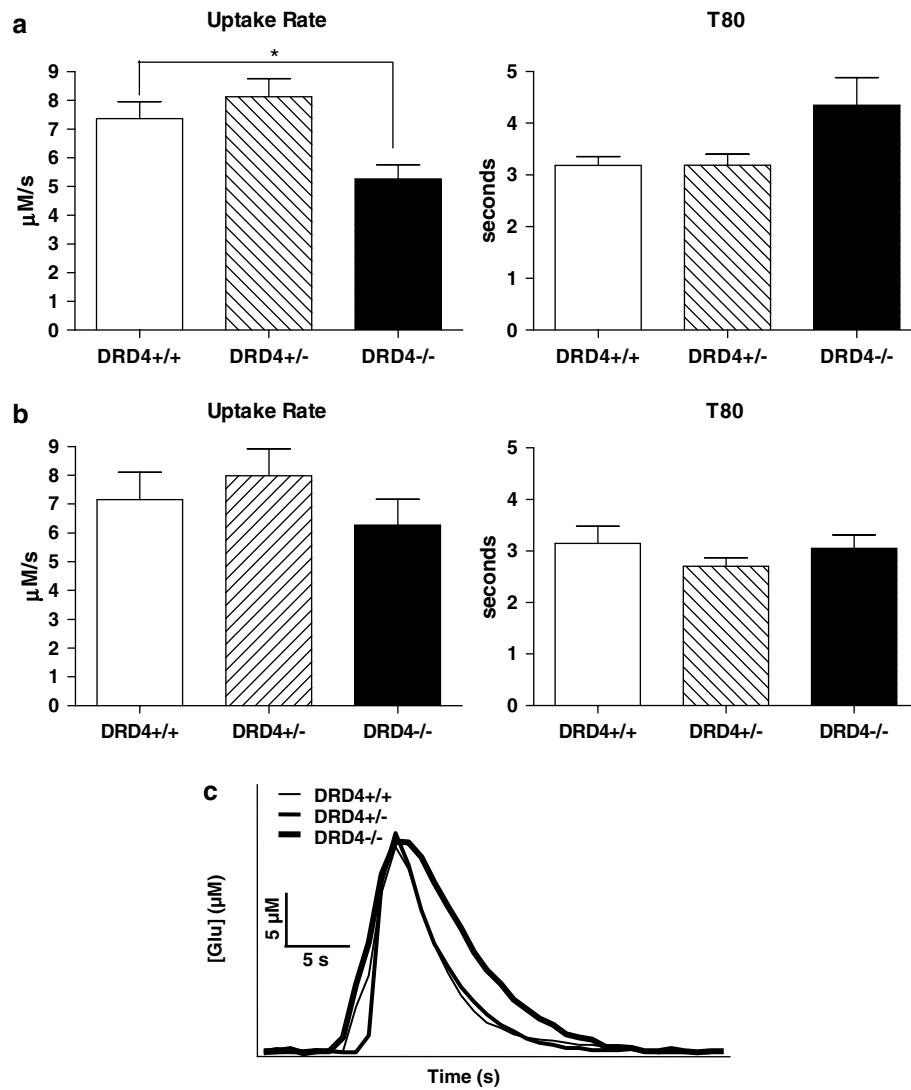 a
Uptake Rate
*
9
8
7
6
5
4
3
2
1
0
μM/s
DRD4+/+ DRD4+/- DRD4-/-
T80
5
4
3
2
1
0
seconds
DRD4+/+ DRD4+/- DRD4-/-
b
Uptake Rate
9
8
7
6
5
4
3
2
1
0
μM/s
DRD4+/+ DRD4+/- DRD4-/-
T80
5
4
3
2
1
0
seconds
DRD4+/+ DRD4+/- DRD4-/-
c
DRD4+/+
DRD4+/-
DRD4-/-
[Glu] (μM)
5 μM
5 s
Time (s)